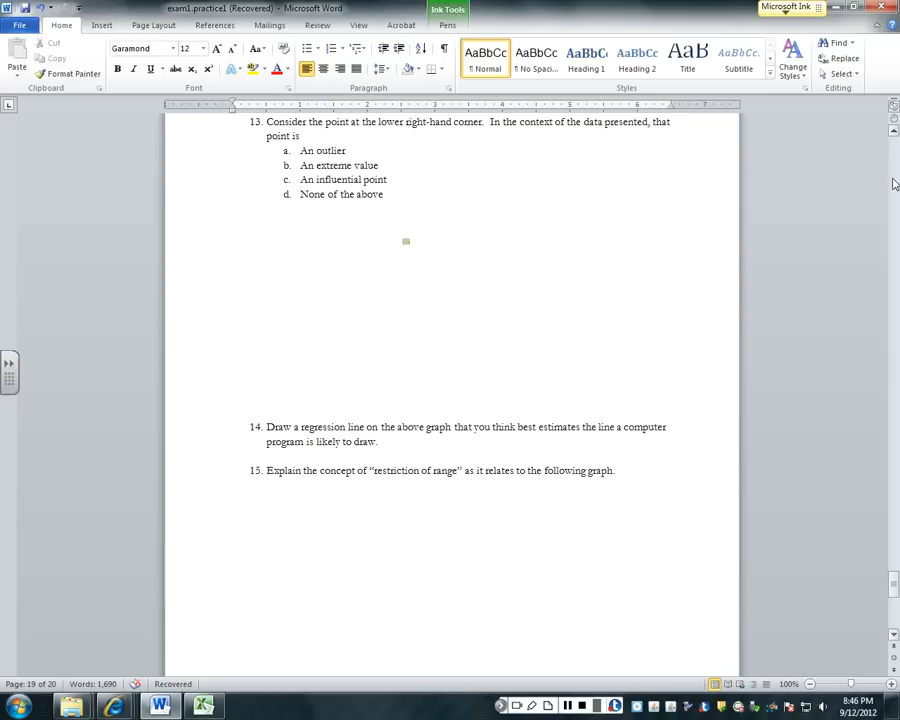 exam1.practice1 (Recovered) - Microsoft Word
Ink Tools
Microsoft Ink
File Home Insert Page Layout References Mailings Review View Acrobat Pens
Cut
Copy
Format Painter
Paste
Clipboard
Garamond 12
Font
Paragraph
AaBbCc AaBbCc AaBbC AaBbCc AaB AaBbCc.
¶ Normal ¶ No Spaci... Heading 1 Heading 2 Title Subtitle
Styles
Change
Styles
Find
Replace
Select
Editing
13. Consider the point at the lower right-hand corner. In the context of the data presented, that
point is
a. An outlier
b. An extreme value
c. An influential point
d. None of the above
14. Draw a regression line on the above graph that you think best estimates the line a computer
program is likely to draw.
15. Explain the concept of “restriction of range” as it relates to the following graph.
Page: 19 of 20 Words: 1,690 Recovered 100%
8:46 PM
9/12/2012